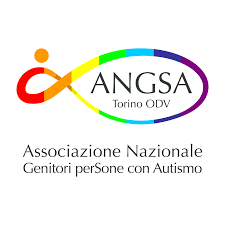 ANGSA
Torino ODV
Associazione Nazionale
Genitori perSone con Autismo